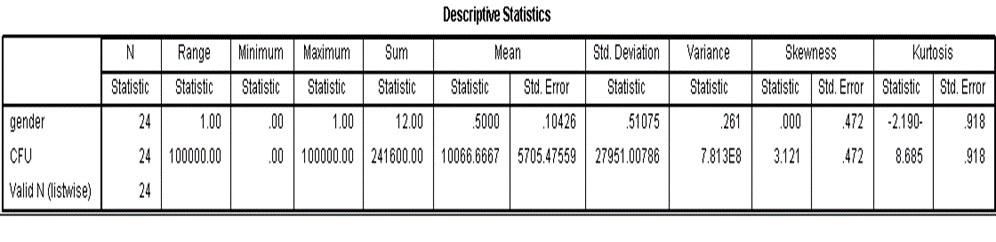 Descriptive Statistics
N Range Minimum Maximum Sum Mean Std. Deviation Variance Skewness Kurtosis
Statistic Statistic Statistic Statistic Statistic Statistic Std. Error Statistic Statistic Statistic Std. Error Statistic Std. Error
gender 24 1.00 .00 1.00 12.00 .5000 .10426 .51075 .261 .000 .472 -2.190- .918
CFU 24 100000.00 .00 100000.00 241600.00 10066.6667 5705.47559 27951.00786 7.813E8 3.121 .472 8.685 .918
Valid N (listwise) 24